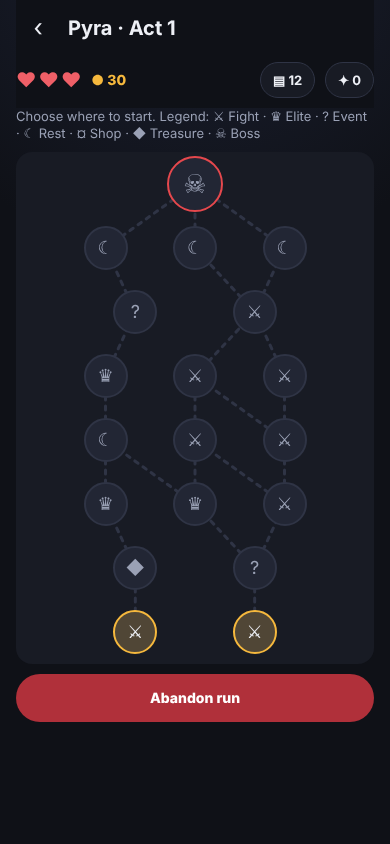 ‹ Pyra · Act 1
♥ ♥ ♥ ● 30 ▤ 12 ✦ 0
Choose where to start. Legend: ⚔ Fight · ♛ Elite · ? Event
· ☾ Rest · ¤ Shop · ◆ Treasure · ☠ Boss
☠
☾ ☾ ☾
? ⚔
♛ ⚔ ⚔
☾ ⚔ ⚔
♛ ♛ ⚔
◆ ?
⚔ ⚔
Abandon run